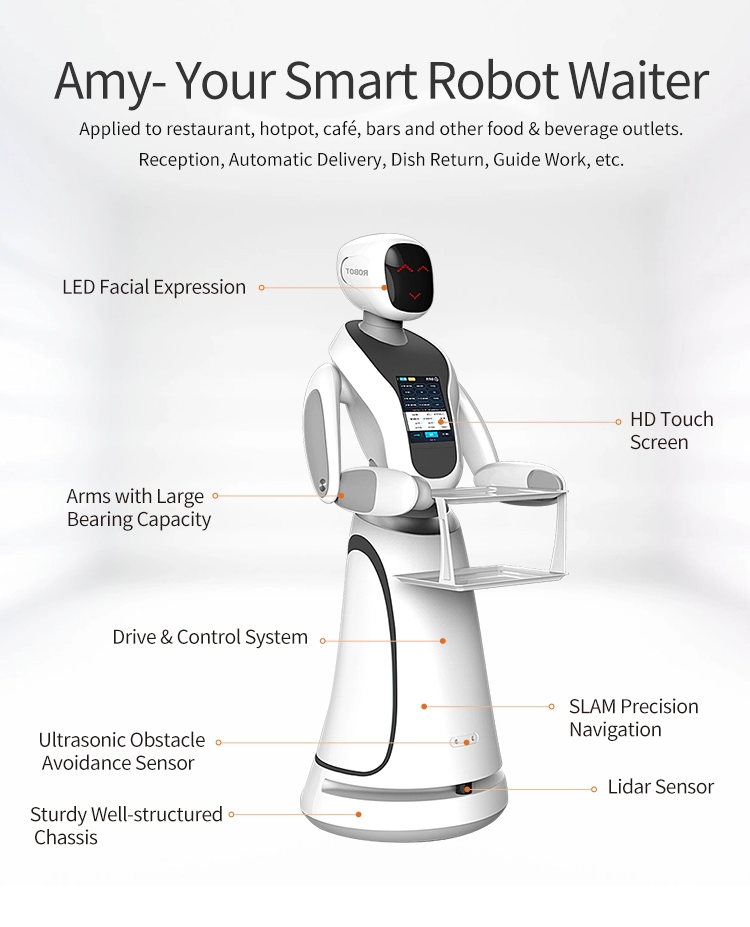 Amy- Your Smart Robot Waiter
Applied to restaurant, hotpot, café, bars and other food & beverage outlets.
Reception, Automatic Delivery, Dish Return, Guide Work, etc.
ROBOT
LED Facial Expression
HD Touch
Screen
Arms with Large
Bearing Capacity
Drive & Control System
SLAM Precision
Navigation
Ultrasonic Obstacle
Avoidance Sensor
Lidar Sensor
Sturdy Well-structured
Chassis